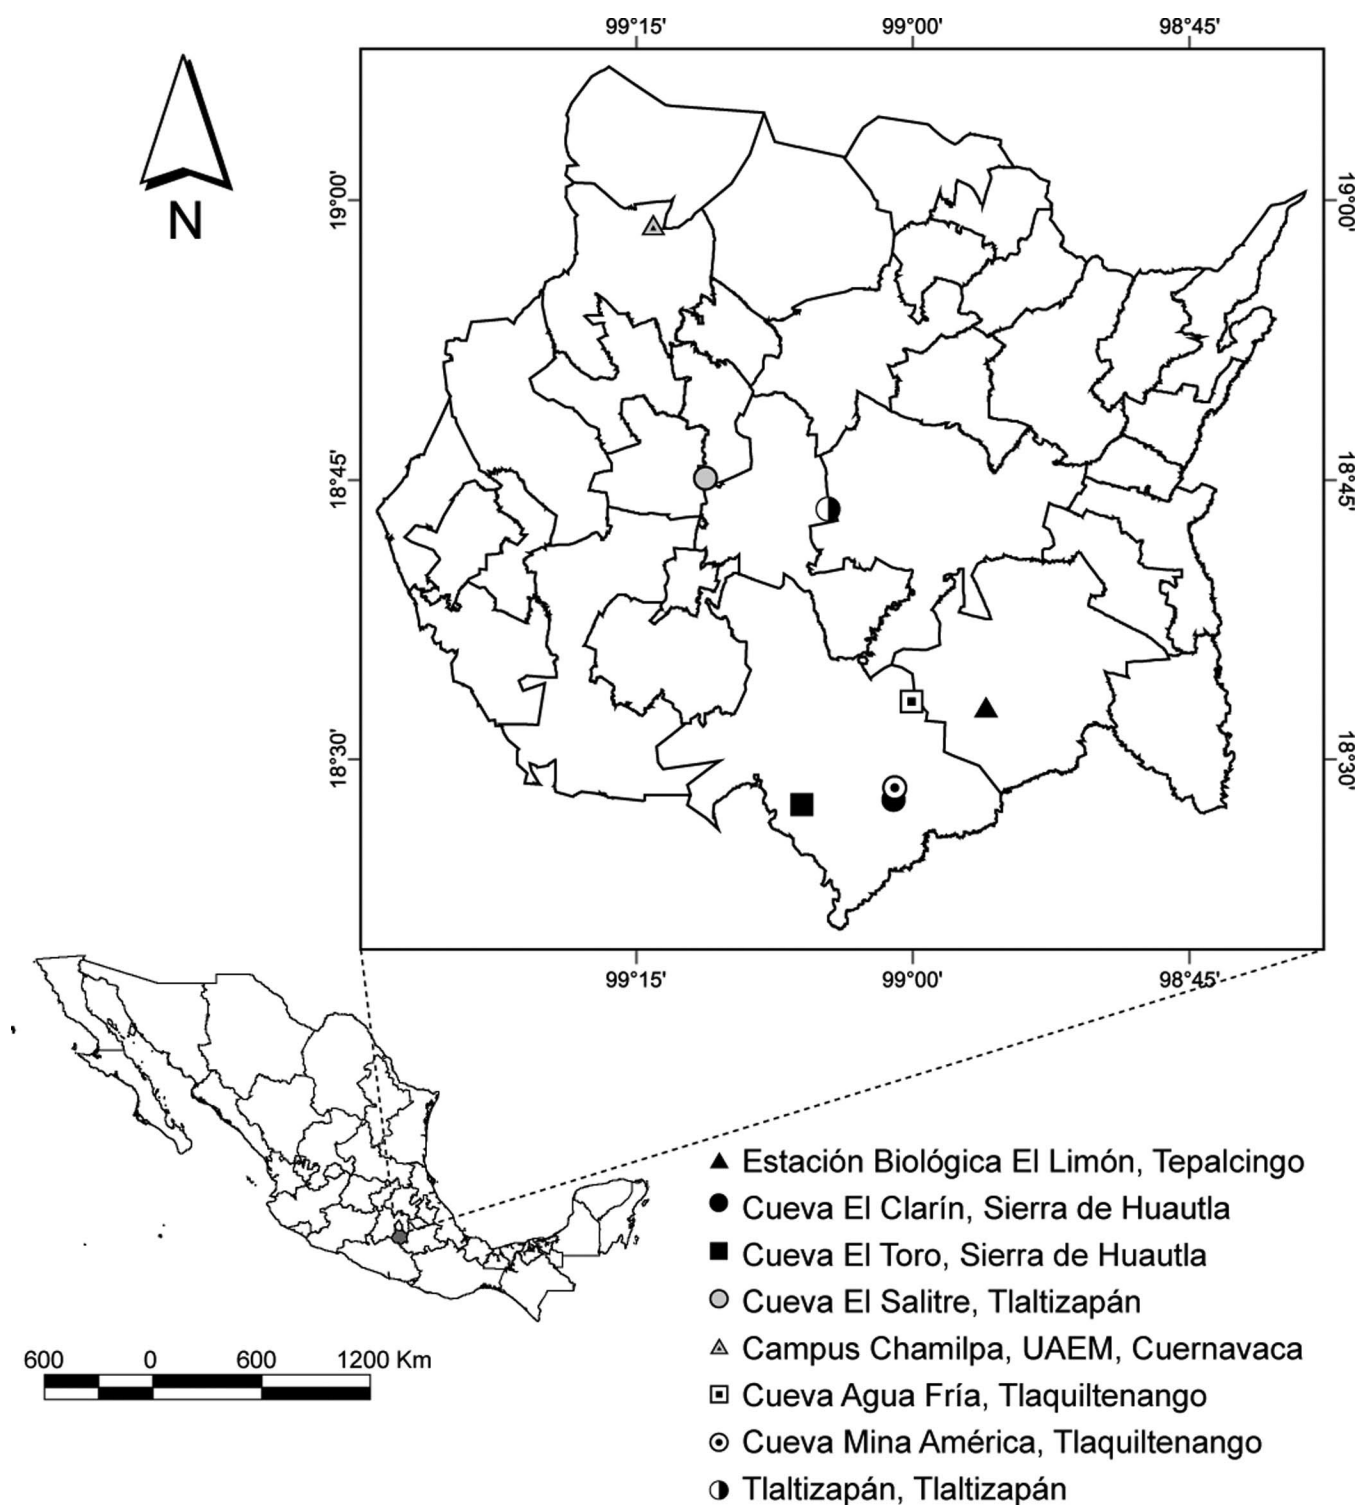 99°15' 99°00' 98°45'
19°00' 19°00'
N
18°45' 18°45'
18°30' 18°30'
99°15' 99°00' 98°45'
Estación Biológica El Limón, Tepalcingo
Cueva El Clarín, Sierra de Huautla
Cueva El Toro, Sierra de Huautla
Cueva El Salitre, Tlaltizapán
Campus Chamilpa, UAEM, Cuernavaca
Cueva Agua Fría, Tlaquiltenango
Cueva Mina América, Tlaquiltenango
Tlaltizapán, Tlaltizapán
600 0 600 1200 Km